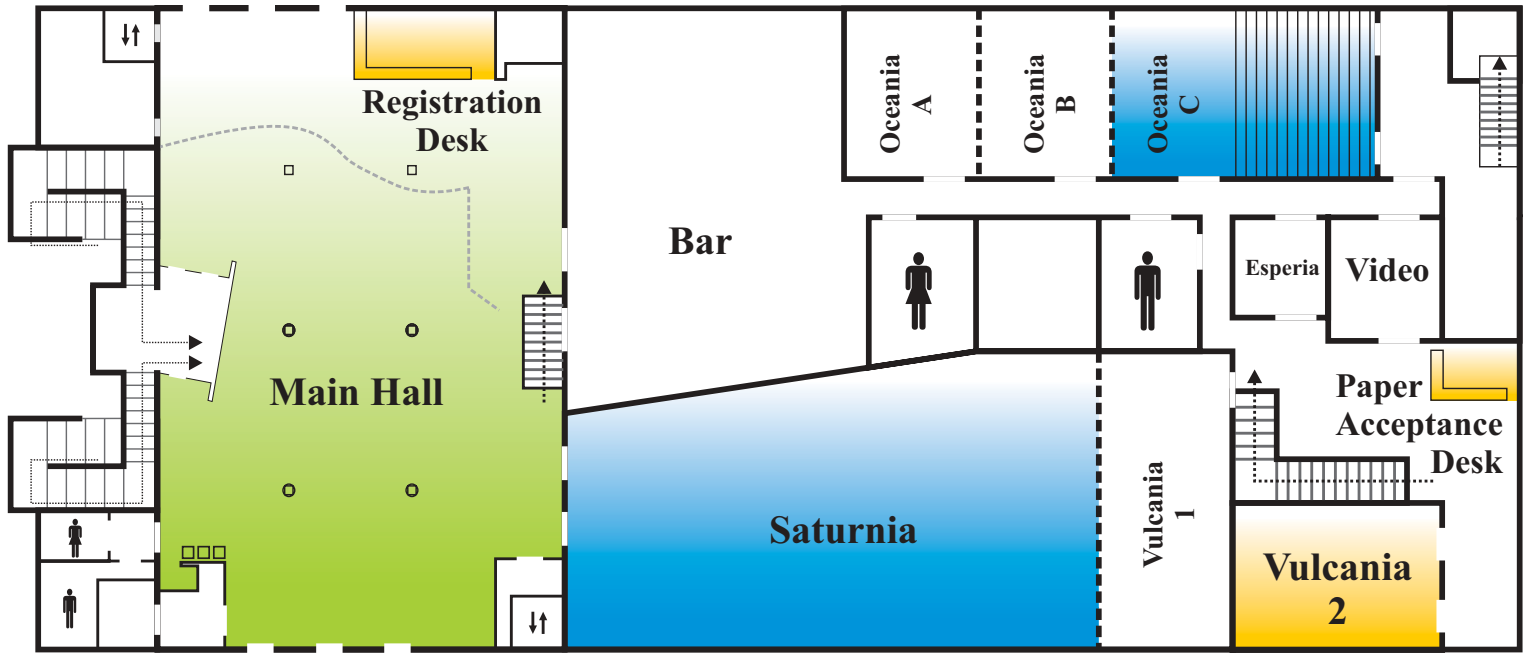 Registration
Desk
Oceania
A
Oceania
B
Oceania
C
Bar
Esperia
Video
Main Hall
Paper
Acceptance
Desk
Saturnia
Vulcania
1
Vulcania
2